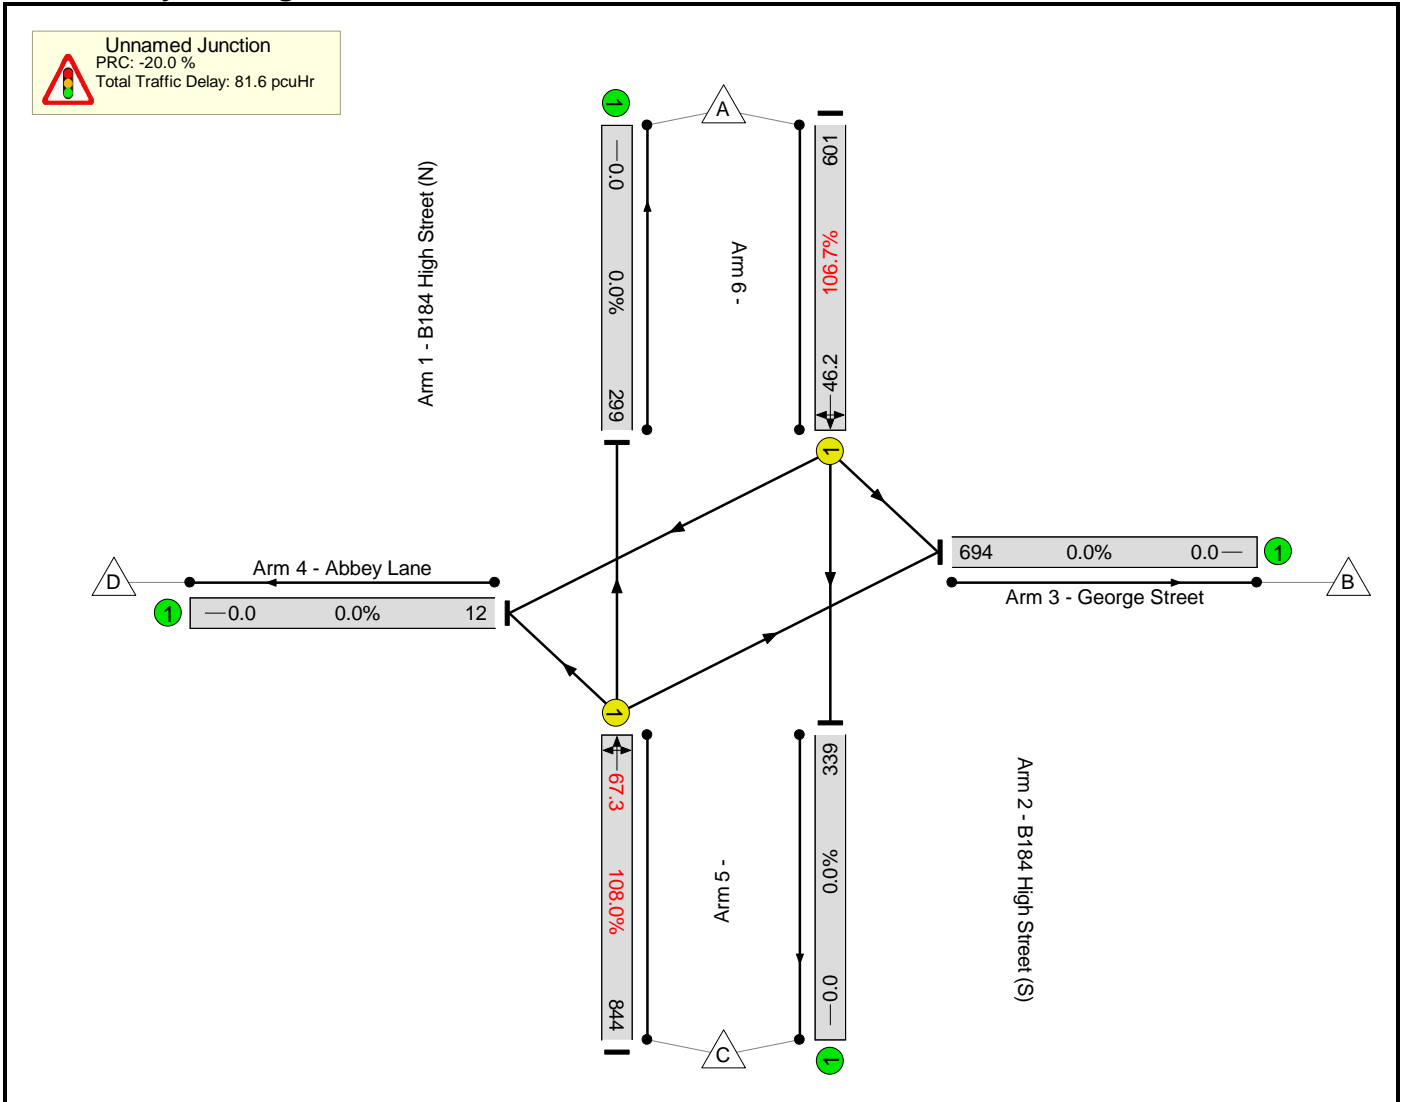 Unnamed Junction
PRC: -20.0 %
Total Traffic Delay: 81.6 pcuHr
A
1
Arm 1 - B184 High Street (N)
0.0
0.0%
299
Arm 6 -
601
106.7%
46.2
1
694
0.0%
0.0
1
Arm 3 - George Street
B
D
Arm 4 - Abbey Lane
1
0.0
0.0%
12
1
67.3
108.0%
844
Arm 5 -
339
0.0%
0.0
Arm 2 - B184 High Street (S)
C
1